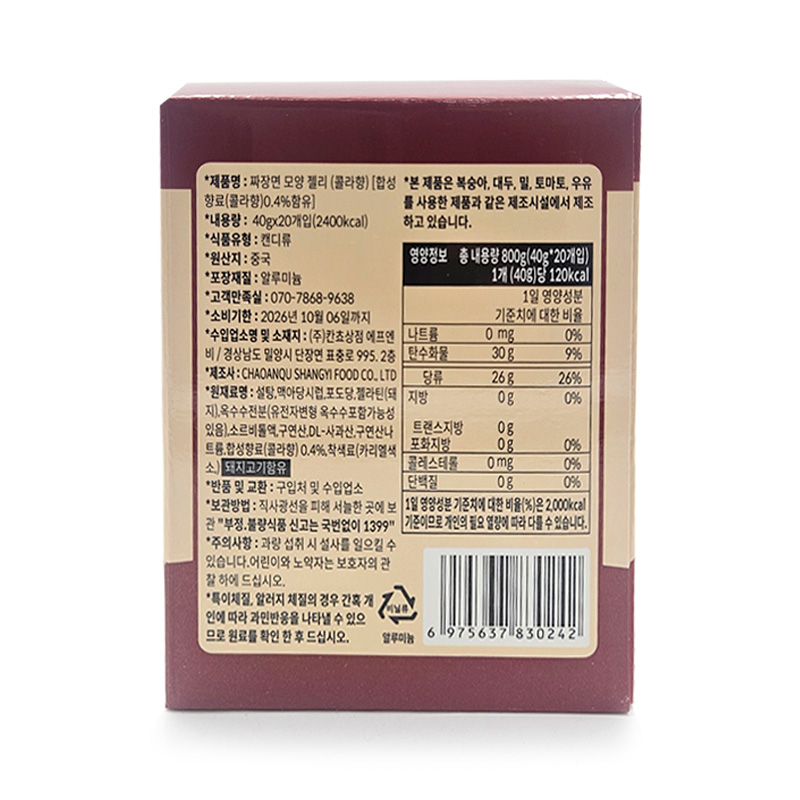 *제품명 : 짜장면 모양 젤리 (콜라향) [합성
향료(콜라향)0.4%함유]
*내용량 : 40gx20개입(2400kcal)
*식품유형 : 캔디류
*원산지 : 중국
*포장재질 : 알루미늄
*고객만족실 : 070-7868-9638
*소비기한 : 2026년 10월 06일까지
*수입업소명 및 소재지 : (주)칸쵸상점 에프엔
비 / 경상남도 밀양시 단장면 표충로 995. 2층
*제조사 : CHAOANQU SHANGYI FOOD CO., LTD
*원재료명 : 설탕,맥아당시럽,포도당,젤라틴(돼
지),옥수수전분(유전자변형 옥수수포함가능성
있음),소르비톨액,구연산,DL-사과산,구연산나
트륨,합성향료(콜라향) 0.4%,착색료(카리멜색
소.) 돼지고기함유
*반품 및 교환 : 구입처 및 수입업소
*보관방법 : 직사광선을 피해 서늘한 곳에 보
관 "부정.불량식품 신고는 국번없이 1399"
*주의사항 : 과량 섭취 시 설사를 일으킬 수
있습니다.어린이와 노약자는 보호자의 관
찰 하에 드십시오.
*특이체질, 알러지 체질의 경우 간혹 개
인에 따라 과민반응을 나타낼 수 있으
므로 원료를 확인 한 후 드십시오.
*본 제품은 복숭아, 대두, 밀, 토마토, 우유
를 사용한 제품과 같은 제조시설에서 제조
하고 있습니다.
영양정보 총 내용량 800g(40g*20개입)
1개 (40g)당 120kcal
1일 영양성분
기준치에 대한 비율
나트륨 0 mg 0%
탄수화물 30 g 9%
당류 26 g 26%
지방 0 g 0%
트랜스지방 0 g
포화지방 0 g 0%
콜레스테롤 0 mg 0%
단백질 0 g 0%
1일 영양성분 기준치에 대한 비율(%)은 2,000kcal
기준이므로 개인의 필요 열량에 따라 다를 수 있습니다.
비닐류
알루미늄
6 975637 830242